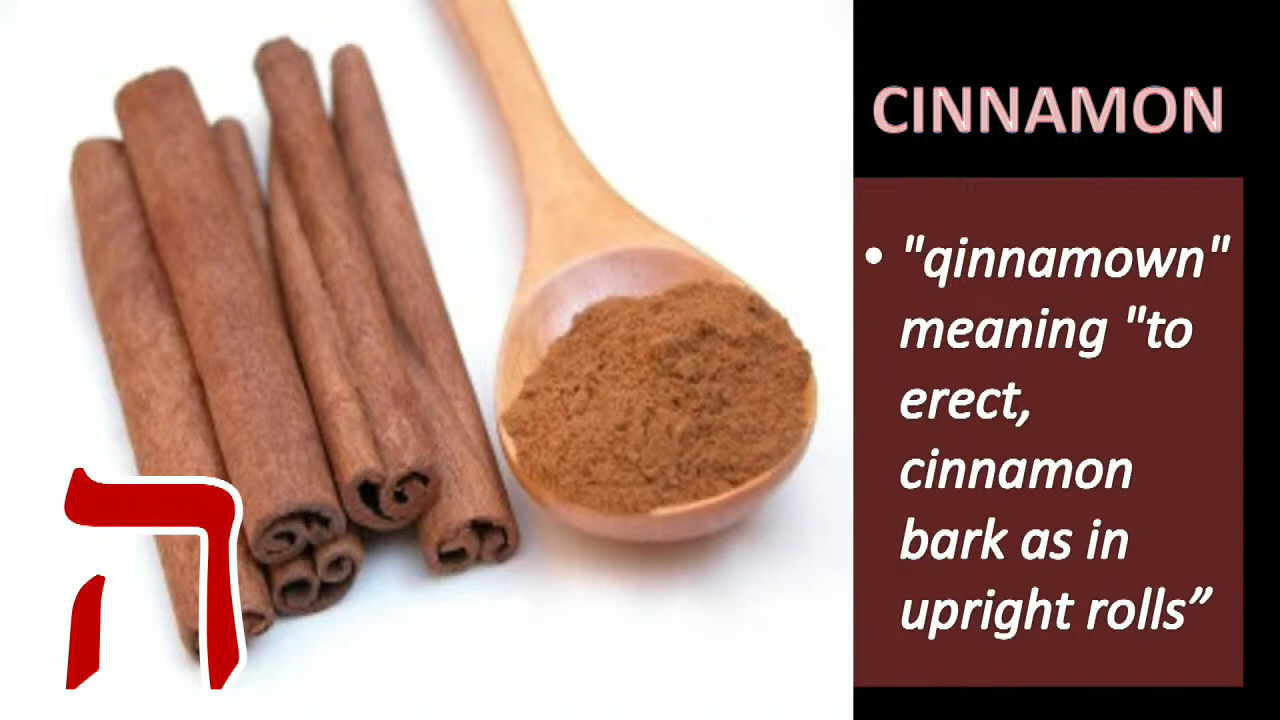 CINNAMON
• "qinnamown"
meaning "to
erect,
cinnamon
bark as in
upright rolls”
ה